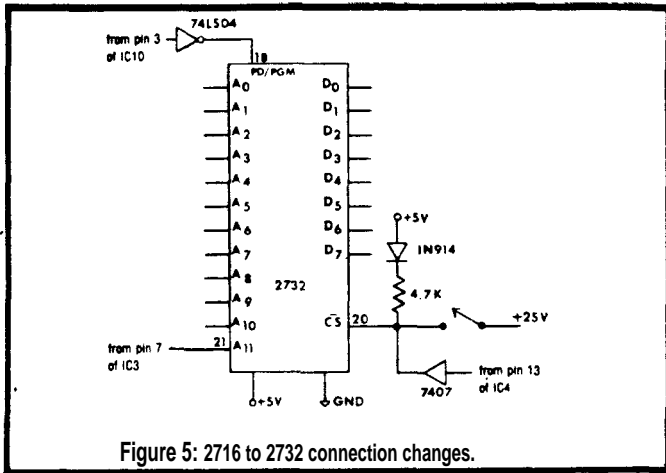 74LS04
from pin 3
of IC10
18
PD/PGM
A0 D0
A1 D1
A2 D2
A3 D3
A4 D4
A5 D5
A6 D6
A7 D7
A8
A9
A10
21 A11
2732
CS 20
+5V
IN914
4.7K
+25V
from pin 7
of IC3
from pin 13
of IC4
7407
+5V
GND
Figure 5: 2716 to 2732 connection changes.